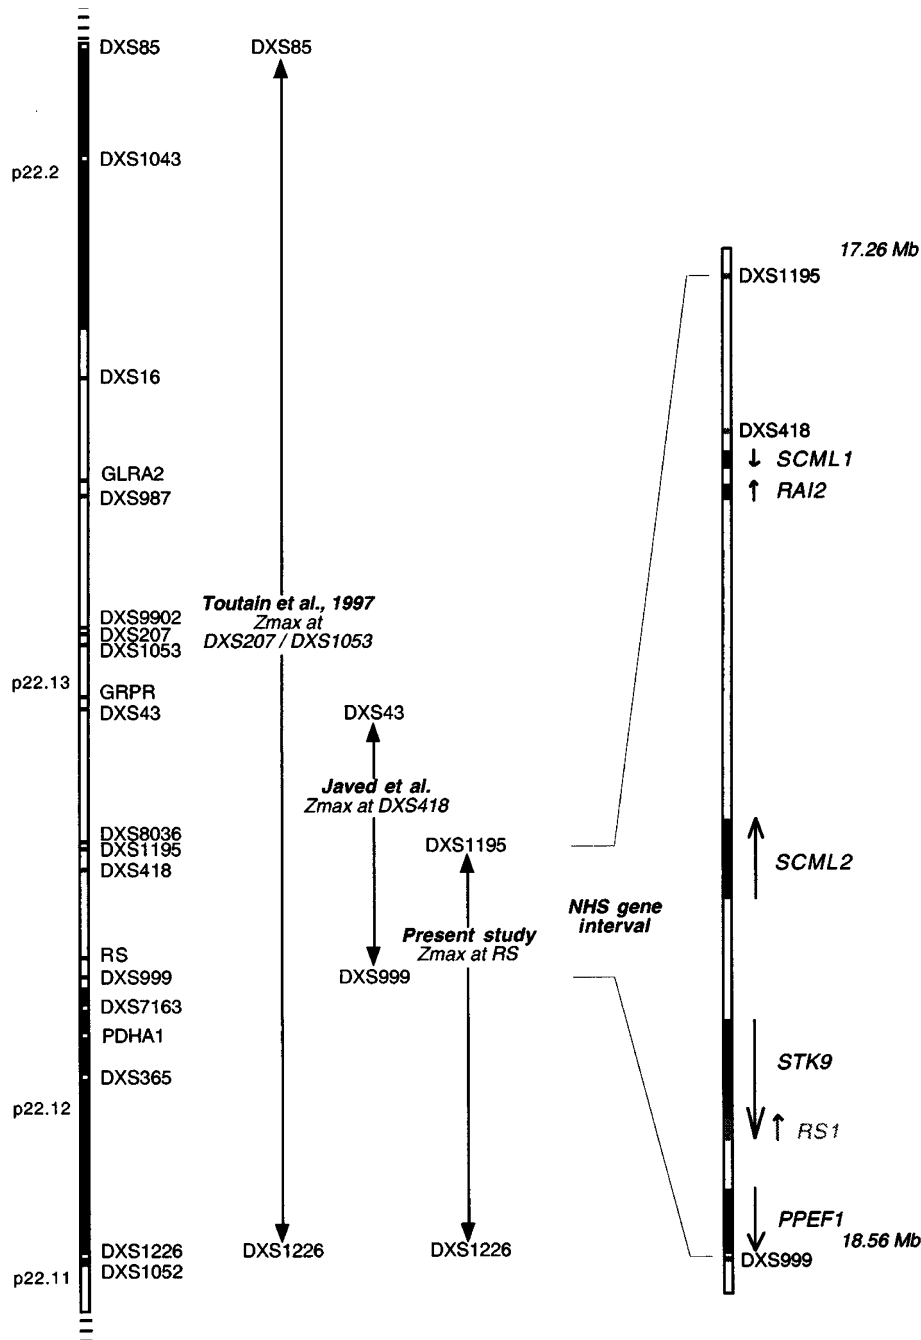 DXS85
DXS1043
p22.2
DXS16
GLRA2
DXS987
DXS9902
DXS207
DXS1053
p22.13
GRPR
DXS43
DXS8036
DXS1195
DXS418
RS
DXS999
DXS7163
PDHA1
DXS365
p22.12
DXS1226
DXS1052
p22.11
DXS85
Toutain et al., 1997
Zmax at
DXS207 / DXS1053
DXS1226
DXS43
Javed et al.
Zmax at DXS418
DXS999
DXS1195
Present study
Zmax at RS
DXS1226
NHS gene
interval
17.26 Mb
DXS1195
DXS418
SCML1
RAI2
SCML2
STK9
RS1
PPEF1
18.56 Mb
DXS999